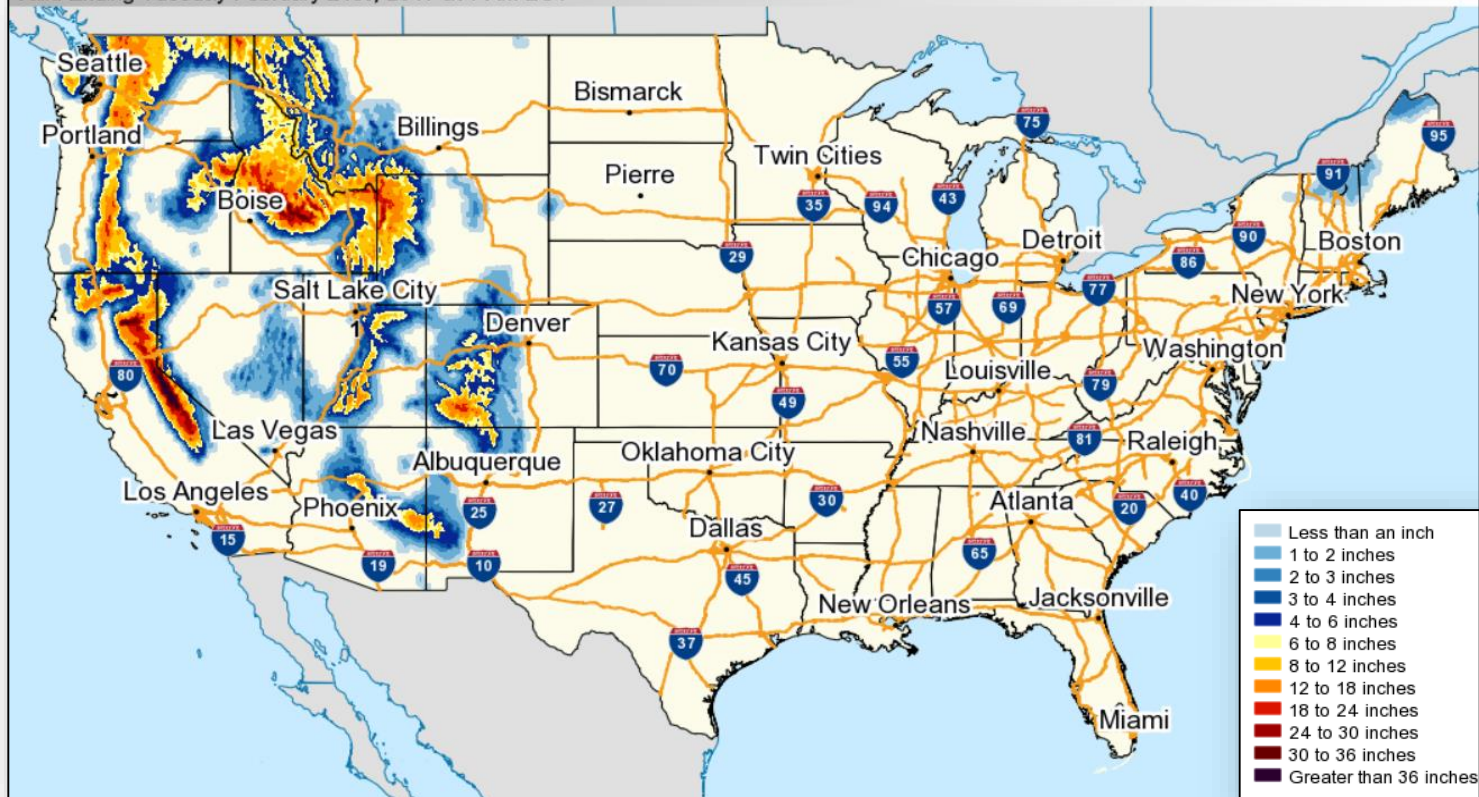 Seattle
Bismarck
75
95
Portland
Billings
Twin Cities
91
Pierre
Boise
35
94
43
Detroit
90
Boston
29
Chicago
86
Salt Lake City
77
New York
57
69
Denver
Kansas City
Washington
80
70
55
Louisville
79
49
Las Vegas
Nashville
81
Raleigh
Oklahoma City
Albuquerque
Los Angeles
Phoenix
25
27
30
Atlanta
20
40
15
Dallas
65
19
10
45
New Orleans
Jacksonville
37
Miami
Less than an inch
1 to 2 inches
2 to 3 inches
3 to 4 inches
4 to 6 inches
6 to 8 inches
8 to 12 inches
12 to 18 inches
18 to 24 inches
24 to 30 inches
30 to 36 inches
Greater than 36 inches